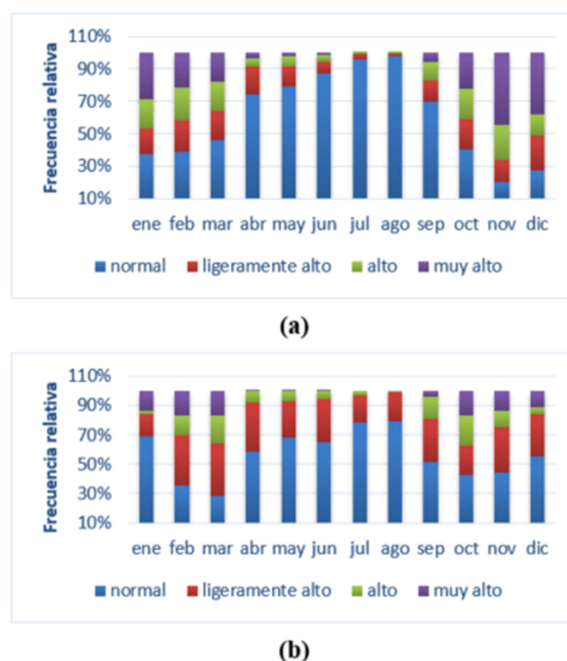 110%
90%
70%
50%
30%
10%
Frecuencia relativa
ene feb mar abr may jun jul ago sep oct nov dic
normal ligeramente alto alto muy alto
(a)
110%
90%
70%
50%
30%
10%
Frecuencia relativa
ene feb mar abr may jun jul ago sep oct nov dic
normal ligeramente alto alto muy alto
(b)